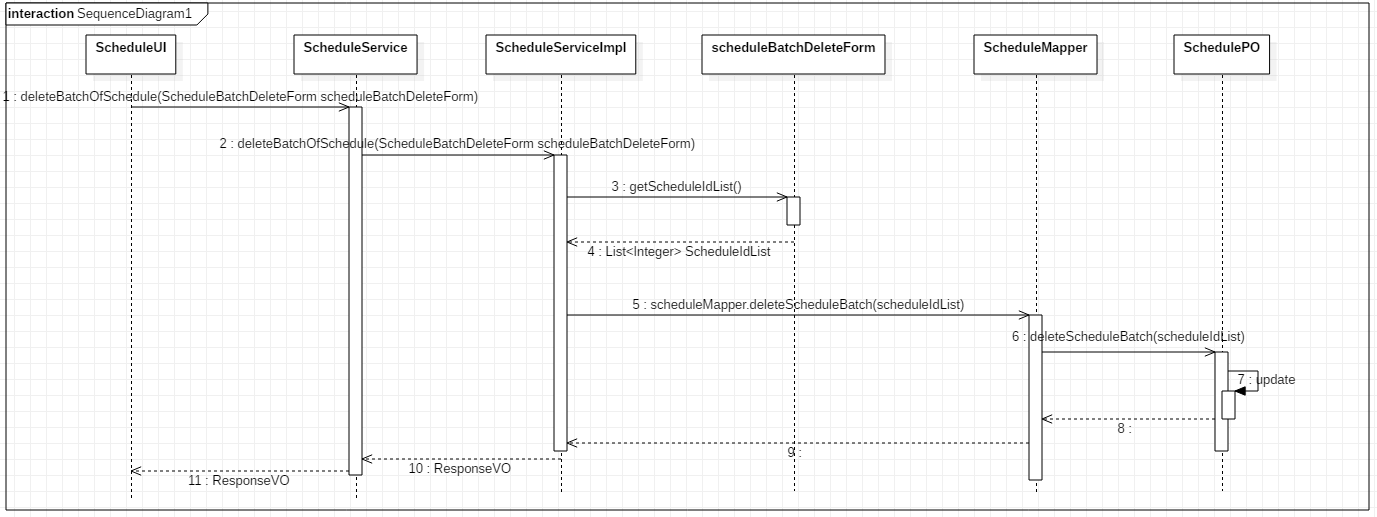 interaction SequenceDiagram1
ScheduleUI
ScheduleService
ScheduleServiceImpl
scheduleBatchDeleteForm
ScheduleMapper
SchedulePO
1 : deleteBatchOfSchedule(ScheduleBatchDeleteForm scheduleBatchDeleteForm)
2 : deleteBatchOfSchedule(ScheduleBatchDeleteForm scheduleBatchDeleteForm)
3 : getScheduleIdList()
4 : List<Integer> ScheduleIdList
5 : scheduleMapper.deleteScheduleBatch(scheduleIdList)
6 : deleteScheduleBatch(scheduleIdList)
7 : update
8 :
9 :
10 : ResponseVO
11 : ResponseVO